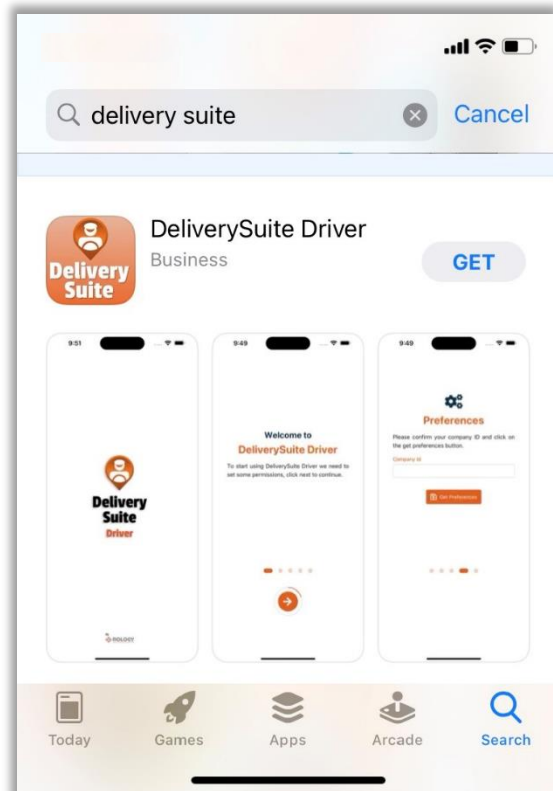 delivery suite
Cancel
DeliverySuite Driver
Business
GET
Delivery
Suite
9:51
Delivery
Suite
Driver
9:49
Welcome to
DeliverySuite Driver
To start using DeliverySuite Driver we need to
set some permissions, click next to continue.
9:49
Preferences
Please confirm your company ID and click on
the get preferences button.
Company Id
Get Preferences
Today
Games
Apps
Arcade
Search